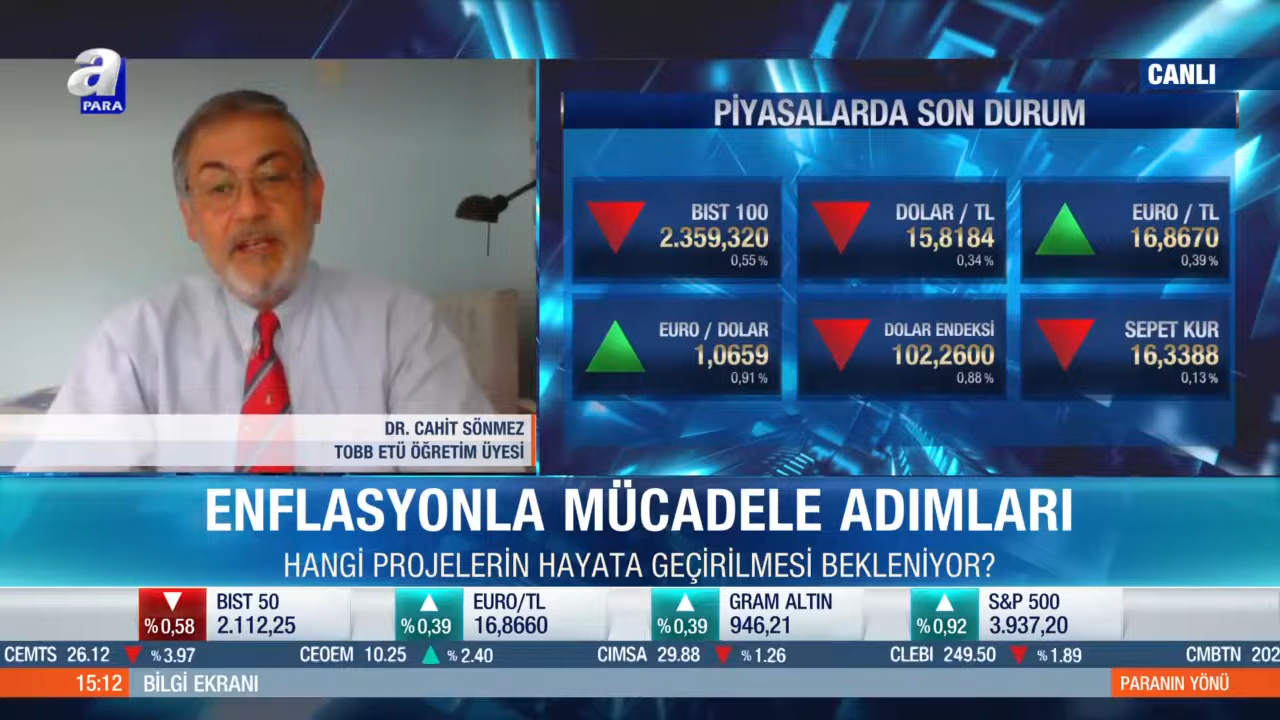 a
PARA
CANLI
PİYASALARDA SON DURUM
BIST 100
2.359,320
0,55 %
DOLAR / TL
15,8184
0,34 %
EURO / TL
16,8670
0,39 %
EURO / DOLAR
1,0659
0,91 %
DOLAR ENDEKSİ
102,2600
0,88 %
SEPET KUR
16,3388
0,13 %
DR. CAHİT SÖNMEZ
TOBB ETÜ ÖĞRETİM ÜYESİ
ENFLASYONLA MÜCADELE ADIMLARI
HANGİ PROJELERİN HAYATA GEÇİRİLMESİ BEKLENİYOR?
%0,58
BIST 50
2.112,25
%0,39
EURO/TL
16,8660
%0,39
GRAM ALTIN
946,21
%0,92
S&P 500
3.937,20
CEMTS 26.12 %3.97 CEOEM 10.25 %2.40 CIMSA 29.88 %1.26 CLEBI 249.50 %1.89 CMBTN 202
15:12 BİLGİ EKRANI PARANIN YÖNÜ